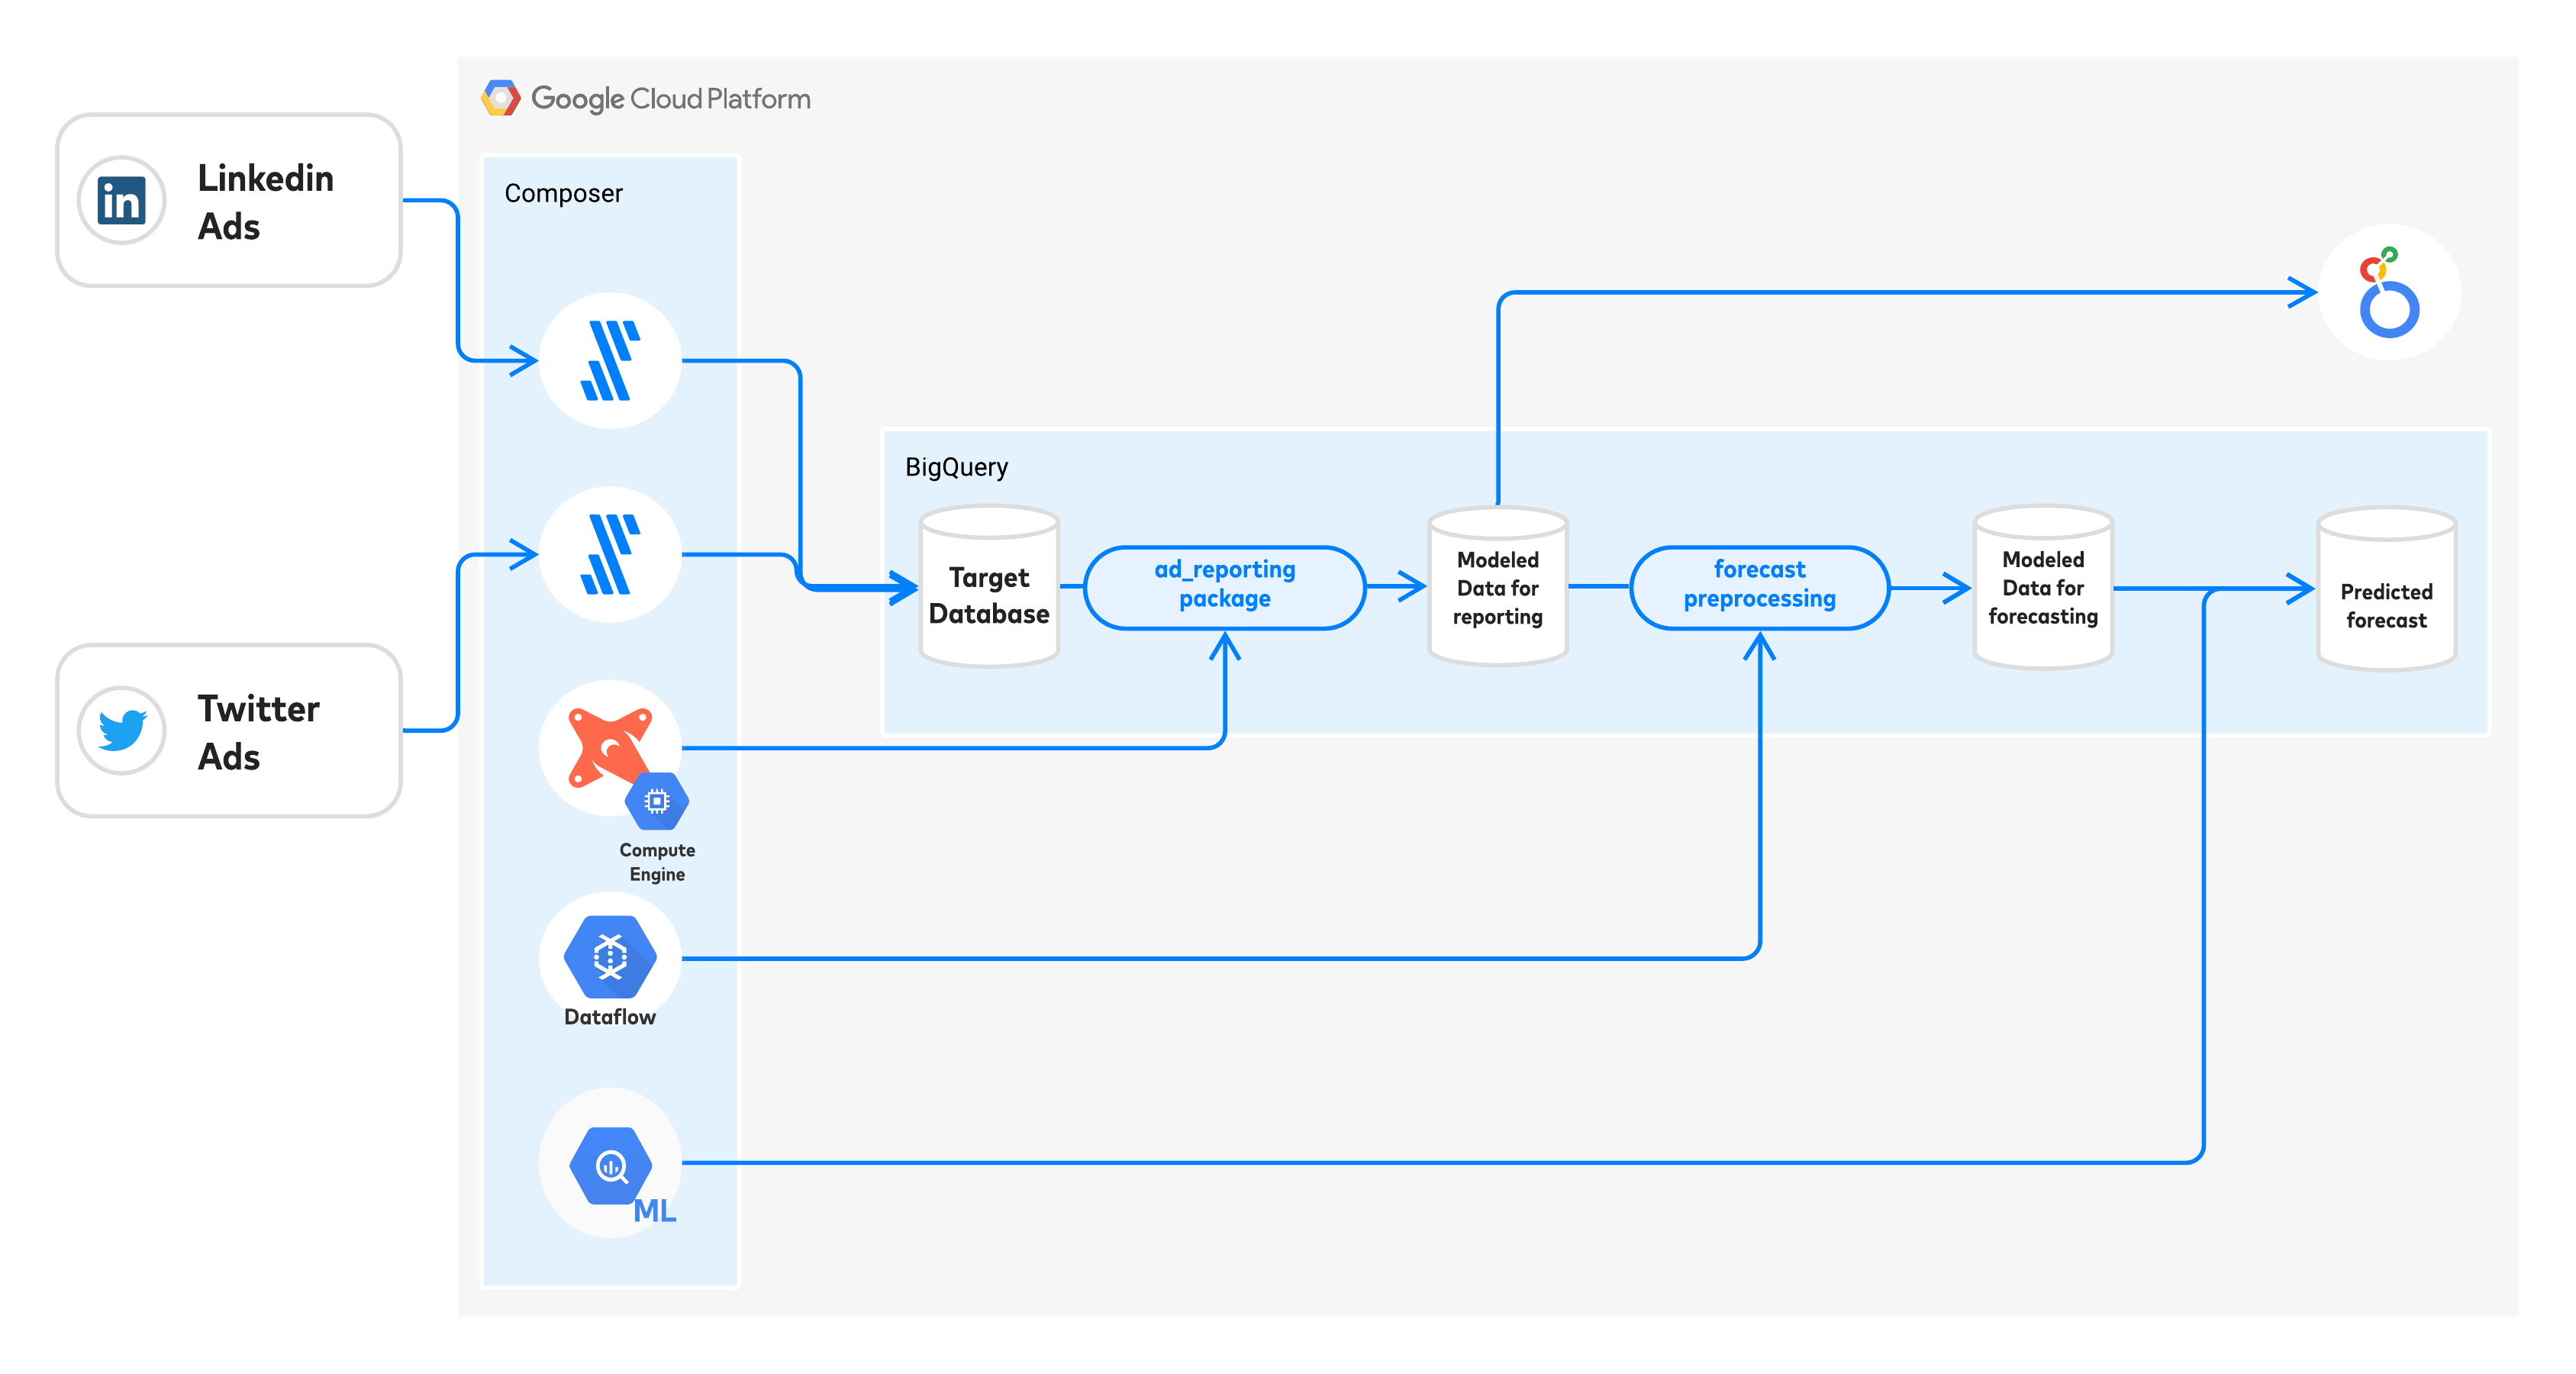 Google Cloud Platform
Linkedin
Ads
Composer
BigQuery
Target
Database
ad_reporting
package
Modeled
Data for
reporting
forecast
preprocessing
Modeled
Data for
forecasting
Predicted
forecast
Twitter
Ads
Compute
Engine
Dataflow
ML